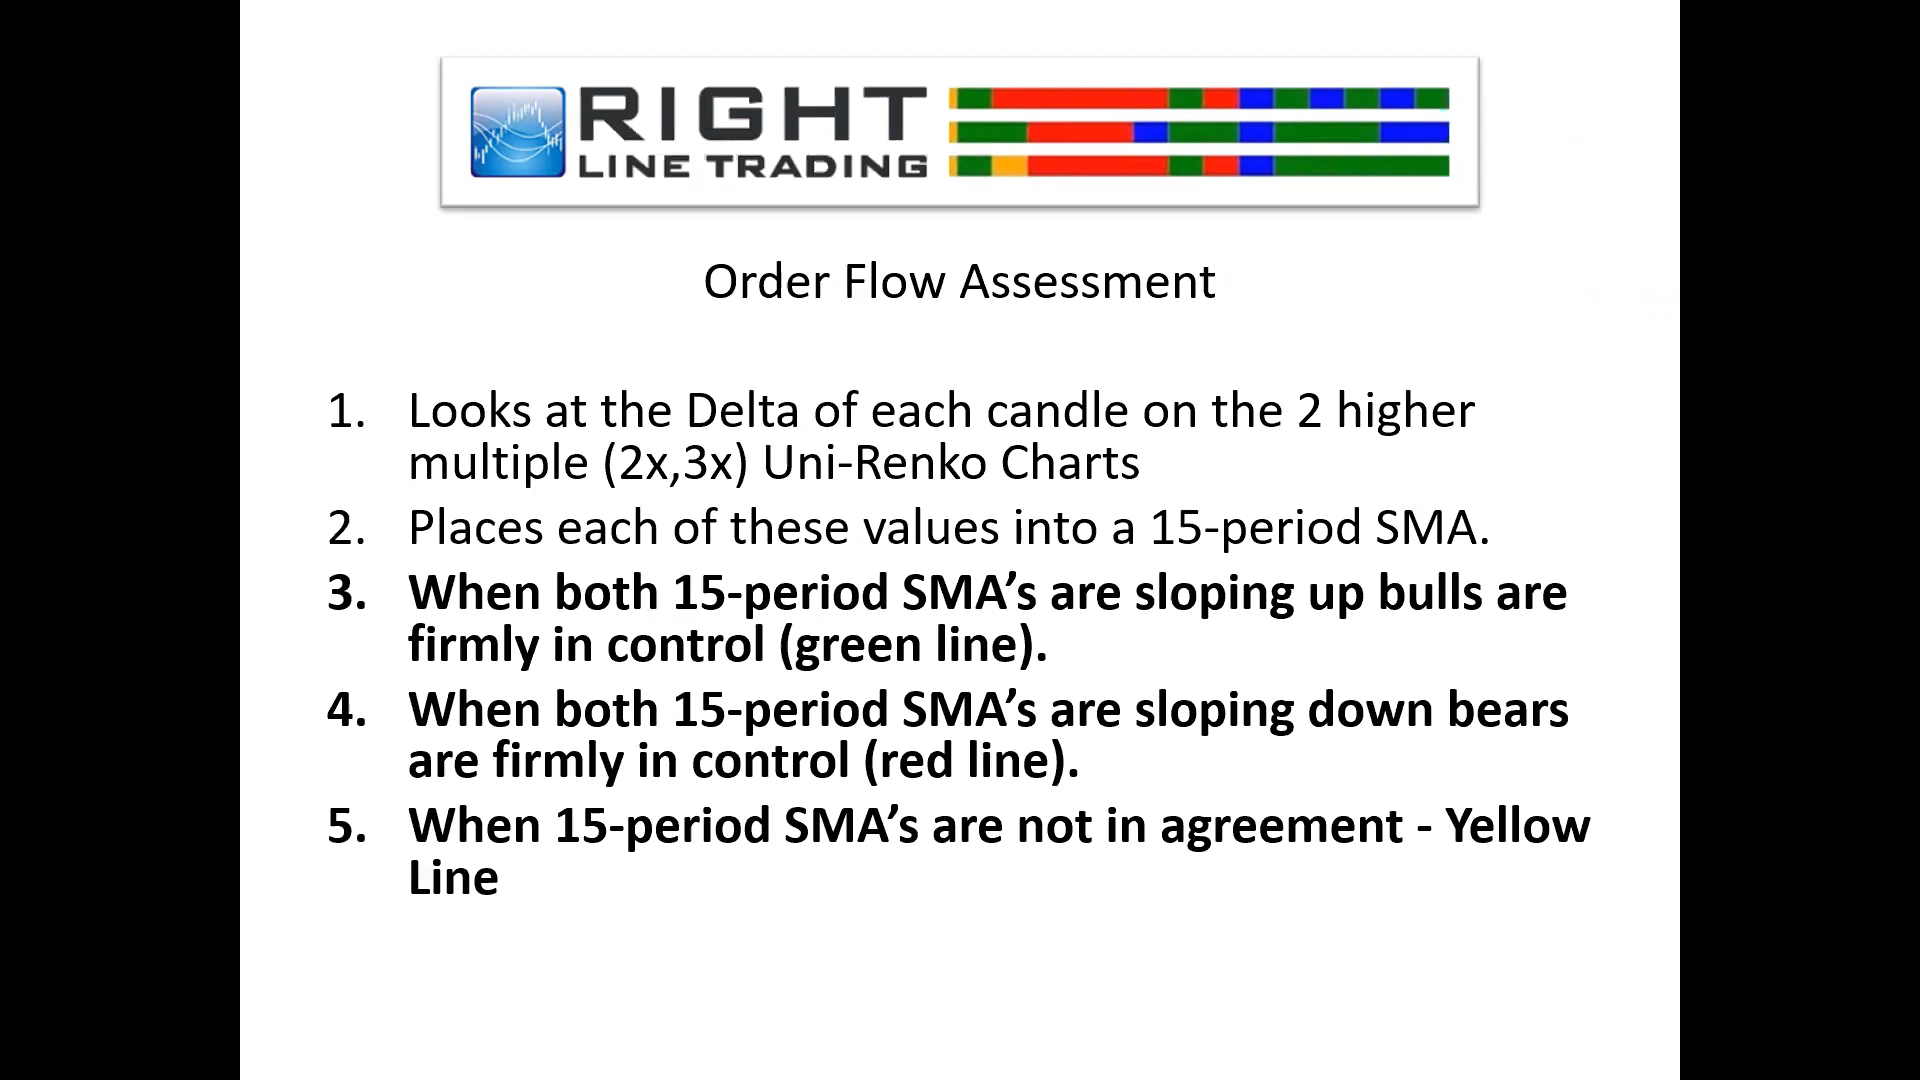 RIGHT
LINE TRADING
Order Flow Assessment
1. Looks at the Delta of each candle on the 2 higher
multiple (2x,3x) Uni-Renko Charts
2. Places each of these values into a 15-period SMA.
3. When both 15-period SMA’s are sloping up bulls are
firmly in control (green line).
4. When both 15-period SMA’s are sloping down bears
are firmly in control (red line).
5. When 15-period SMA’s are not in agreement - Yellow
Line